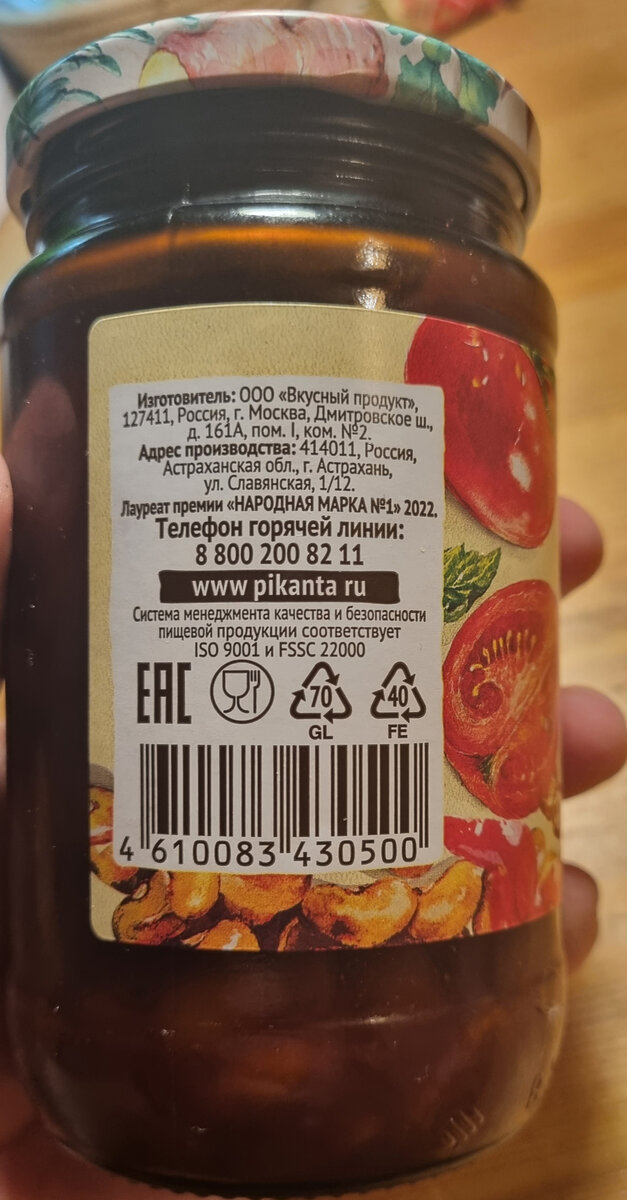 Изготовитель: ООО «Вкусный продукт»,
127411, Россия, г. Москва, Дмитровское ш.,
д. 161А, пом. I, ком. №2.
Адрес производства: 414011, Россия,
Астраханская обл., г. Астрахань,
ул. Славянская, 1/12.
Лауреат премии «НАРОДНАЯ МАРКА №1» 2022.
Телефон горячей линии:
8 800 200 82 11
www pikanta ru
Система менеджмента качества и безопасности
пищевой продукции соответствует
ISO 9001 и FSSC 22000
EAC 70 40
GL FE
4 610083 430500